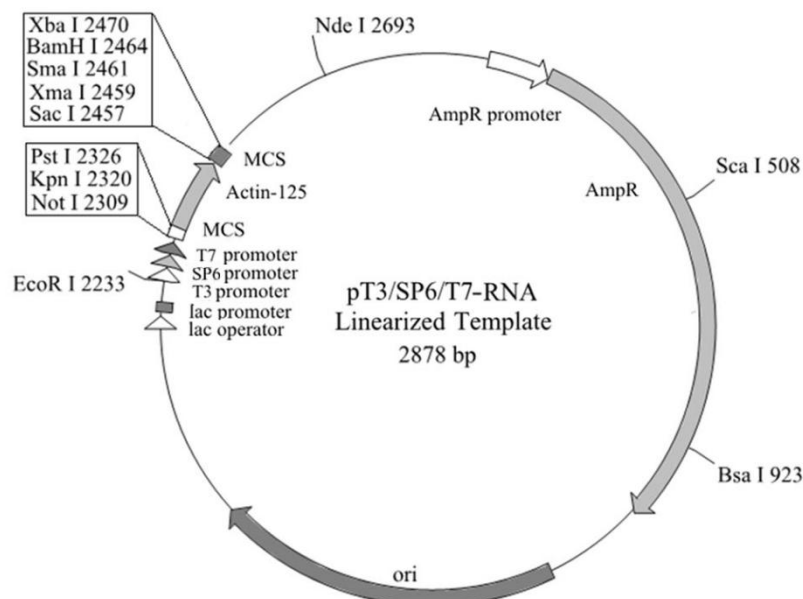 Xba I 2470
BamH I 2464
Sma I 2461
Xma I 2459
Sac I 2457
Nde I 2693
AmpR promoter
MCS
Pst I 2326
Kpn I 2320
Not I 2309
Actin-125
AmpR
Sca I 508
MCS
T7 promoter
SP6 promoter
EcoR I 2233
T3 promoter
lac promoter
lac operator
pT3/SP6/T7-RNA
Linearized Template
2878 bp
Bsa I 923
ori